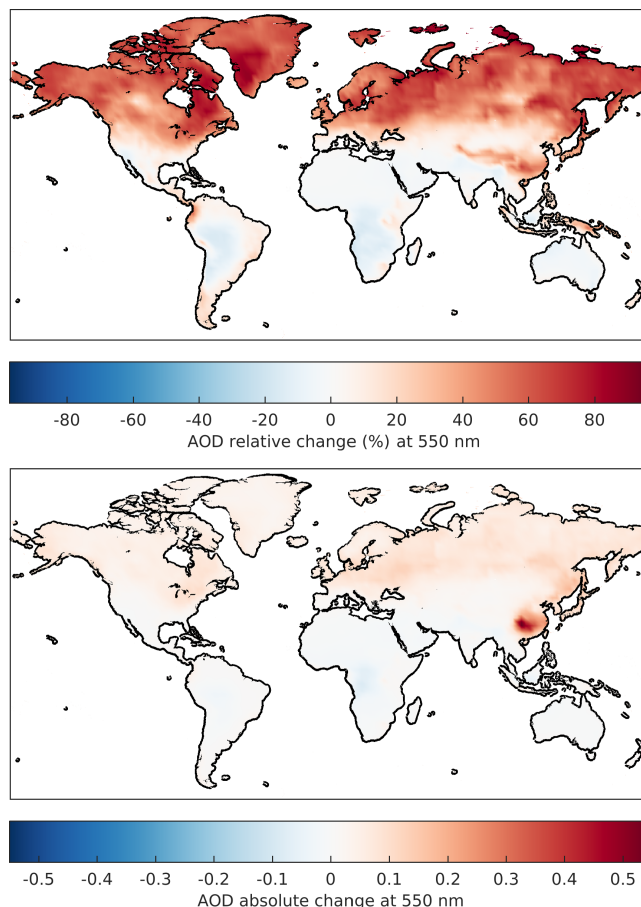 -80 -60 -40 -20 0 20 40 60 80
AOD relative change (%) at 550 nm
-0.5 -0.4 -0.3 -0.2 -0.1 0 0.1 0.2 0.3 0.4 0.5
AOD absolute change at 550 nm